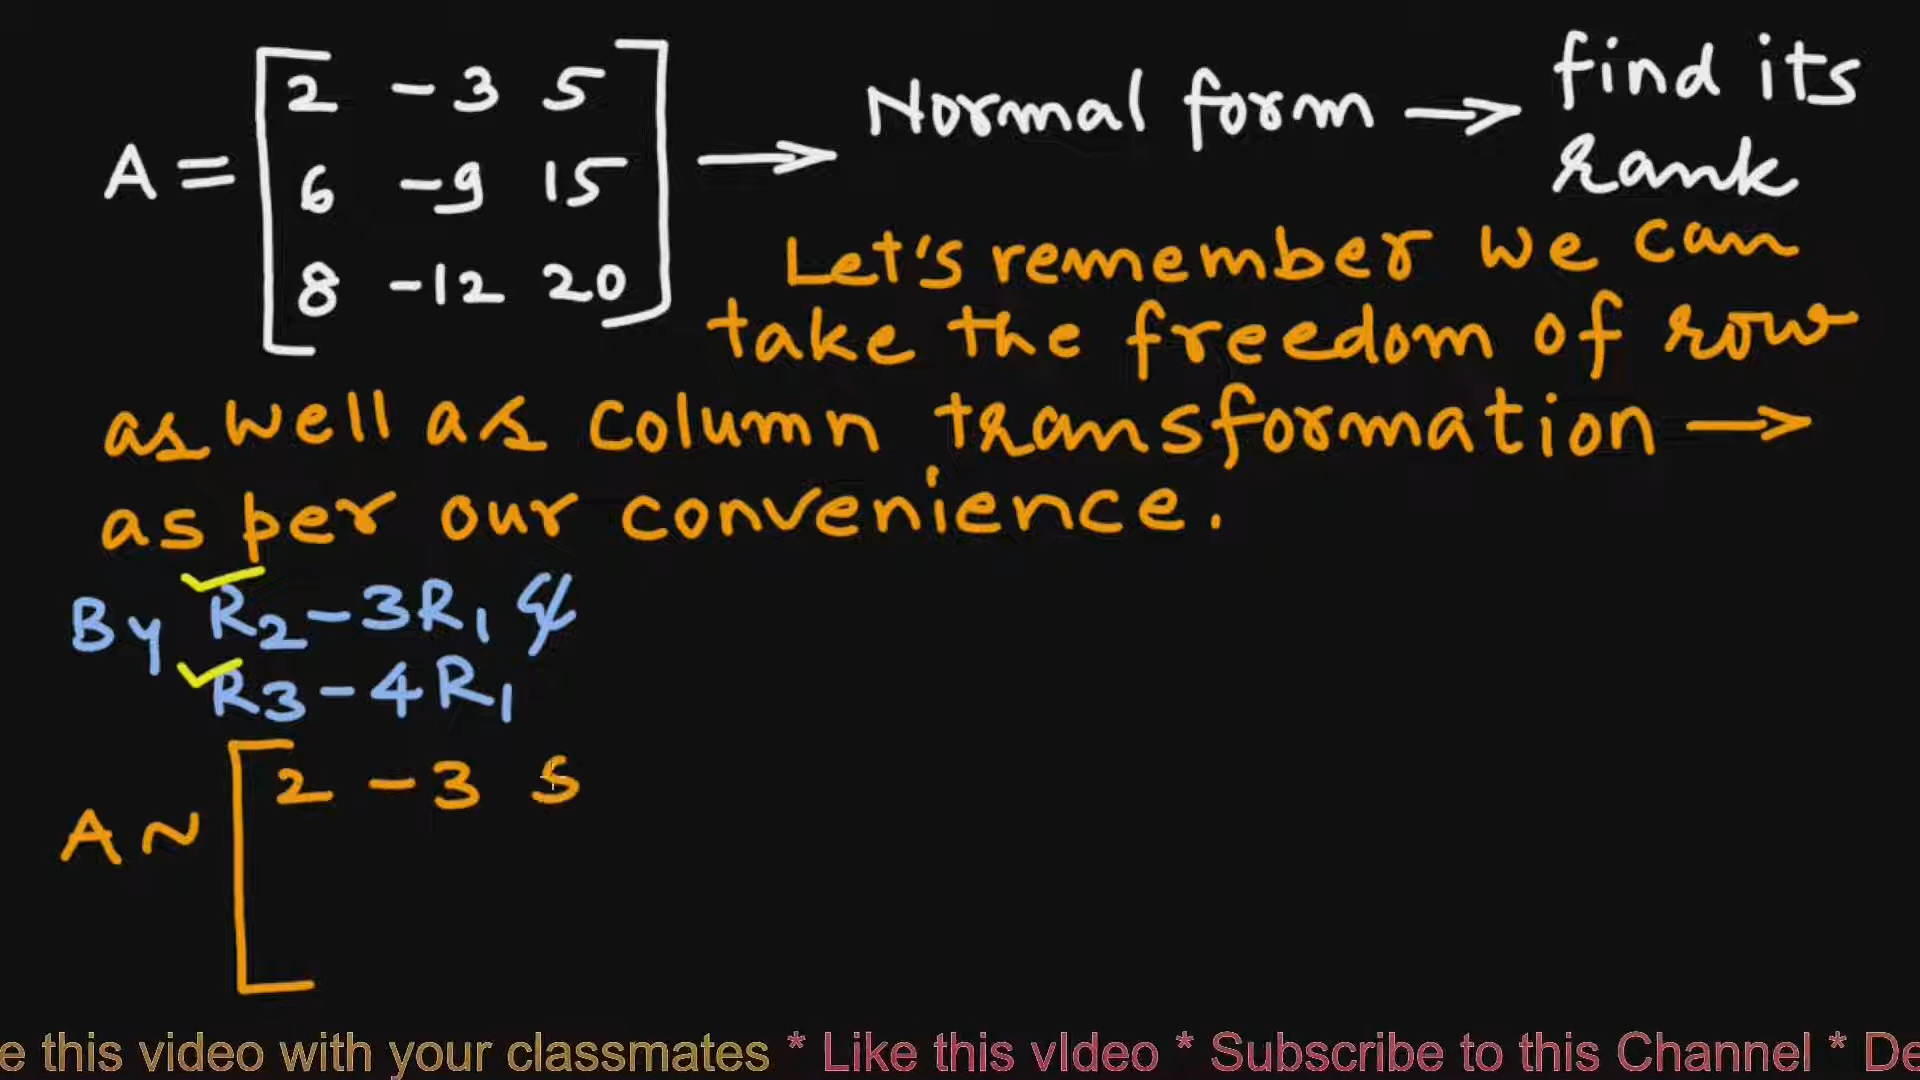 A = [ 2 -3 5
6 -9 15
8 -12 20 ] → Normal form → find its rank
Let's remember we can
take the freedom of row
as well as column transformation →
as per our convenience.
By R₂ - 3R₁ &
R₃ - 4R₁
A ~ [ 2 -3 5
e this video with your classmates * Like this vIdeo * Subscribe to this Channel * De